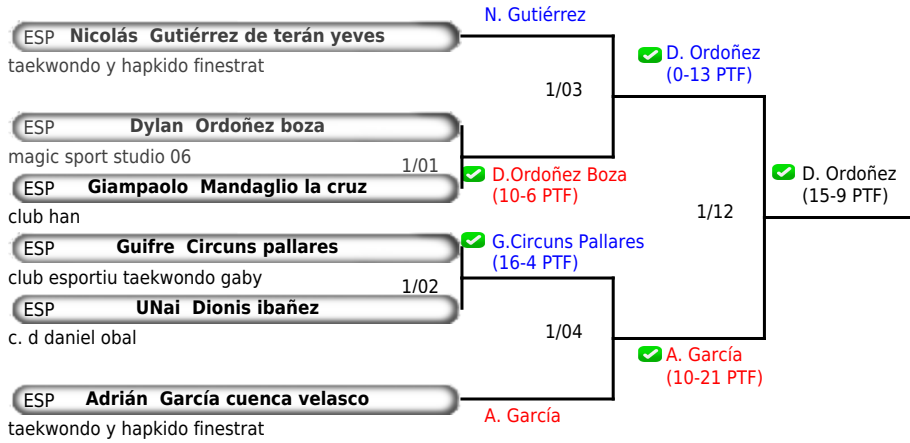 N. Gutiérrez
ESP Nicolás Gutiérrez de terán yeves
taekwondo y hapkido finestrat
D. Ordoñez
(0-13 PTF)
1/03
ESP Dylan Ordoñez boza
magic sport studio 06
1/01
D.Ordoñez Boza
(10-6 PTF)
ESP Giampaolo Mandaglio la cruz
club han
D. Ordoñez
(15-9 PTF)
1/12
ESP Guifre Circuns pallares
club esportiu taekwondo gaby
G.Circuns Pallares
(16-4 PTF)
1/02
ESP UNai Dionis ibañez
c. d daniel obal
1/04
A. García
(10-21 PTF)
ESP Adrián García cuenca velasco
taekwondo y hapkido finestrat
A. García